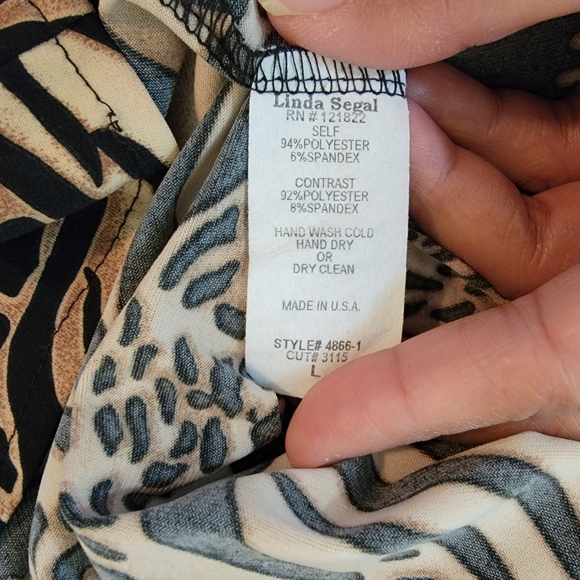 Linda Segal
RN # 121822
SELF
94%POLYESTER
6%SPANDEX
CONTRAST
92%POLYESTER
8%SPANDEX
HAND WASH COLD
HAND DRY
OR
DRY CLEAN
MADE IN U.S.A.
STYLE# 4866-1
CUT# 3115
L